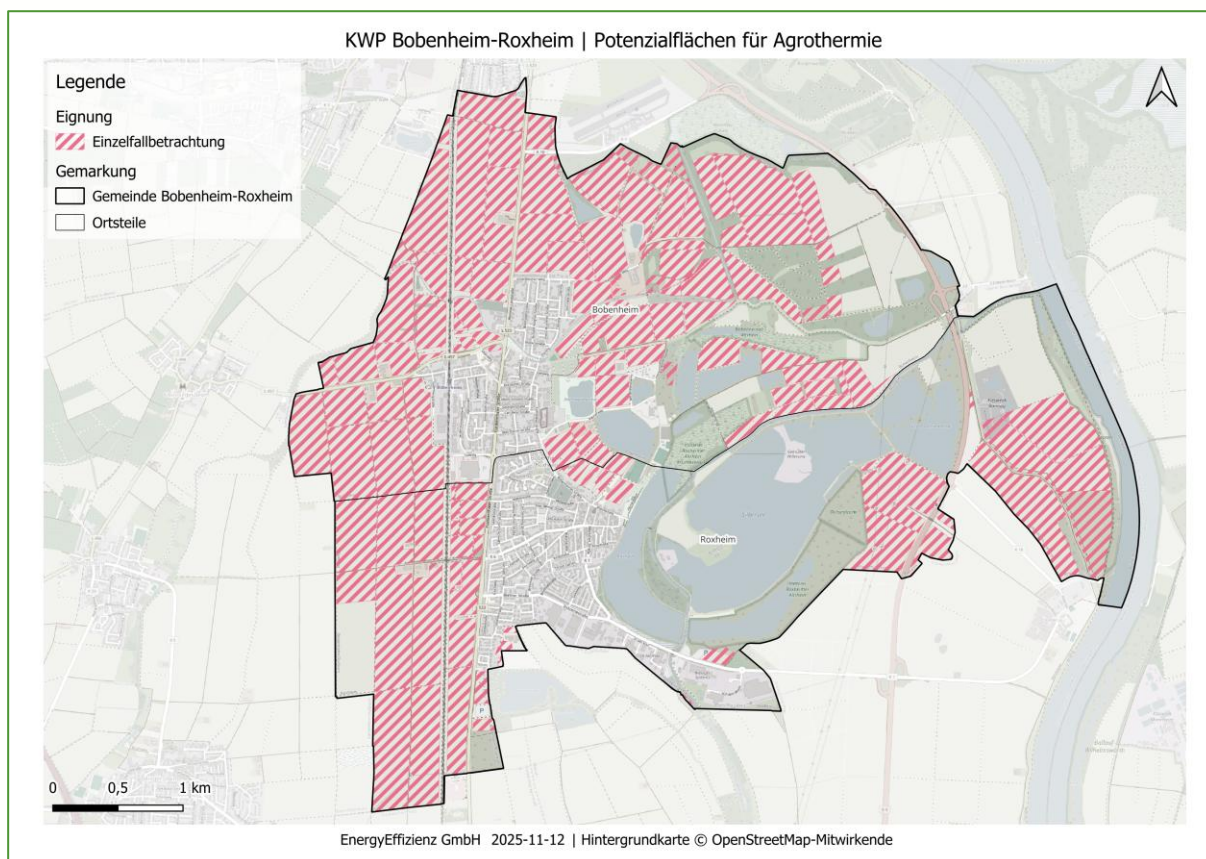 KWP Bobenheim-Roxheim | Potenzialflächen für Agrothermie
Legende
Eignung
Einzelfallbetrachtung
Gemarkung
Gemeinde Bobenheim-Roxheim
Ortsteile
Bobenheim
Roxheim
0 0,5 1 km
EnergyEffizienz GmbH 2025-11-12 | Hintergrundkarte © OpenStreetMap-Mitwirkende